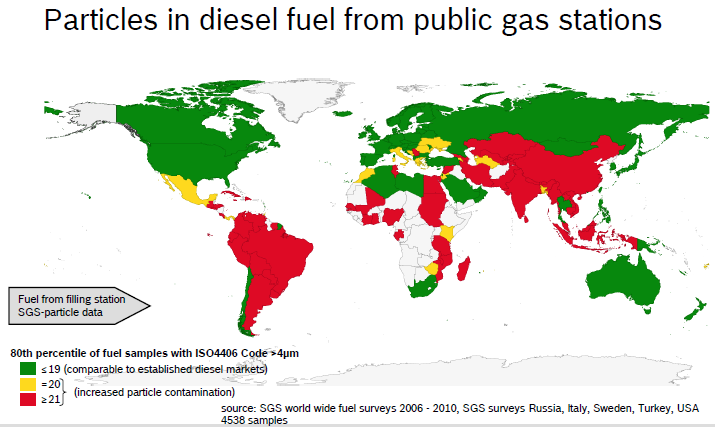 Particles in diesel fuel from public gas stations
Fuel from filling station
SGS-particle data
80th percentile of fuel samples with ISO4406 Code >4µm
≤ 19 (comparable to established diesel markets)
= 20
(increased particle contamination)
≥ 21
source: SGS world wide fuel surveys 2006 - 2010, SGS surveys Russia, Italy, Sweden, Turkey, USA
4538 samples